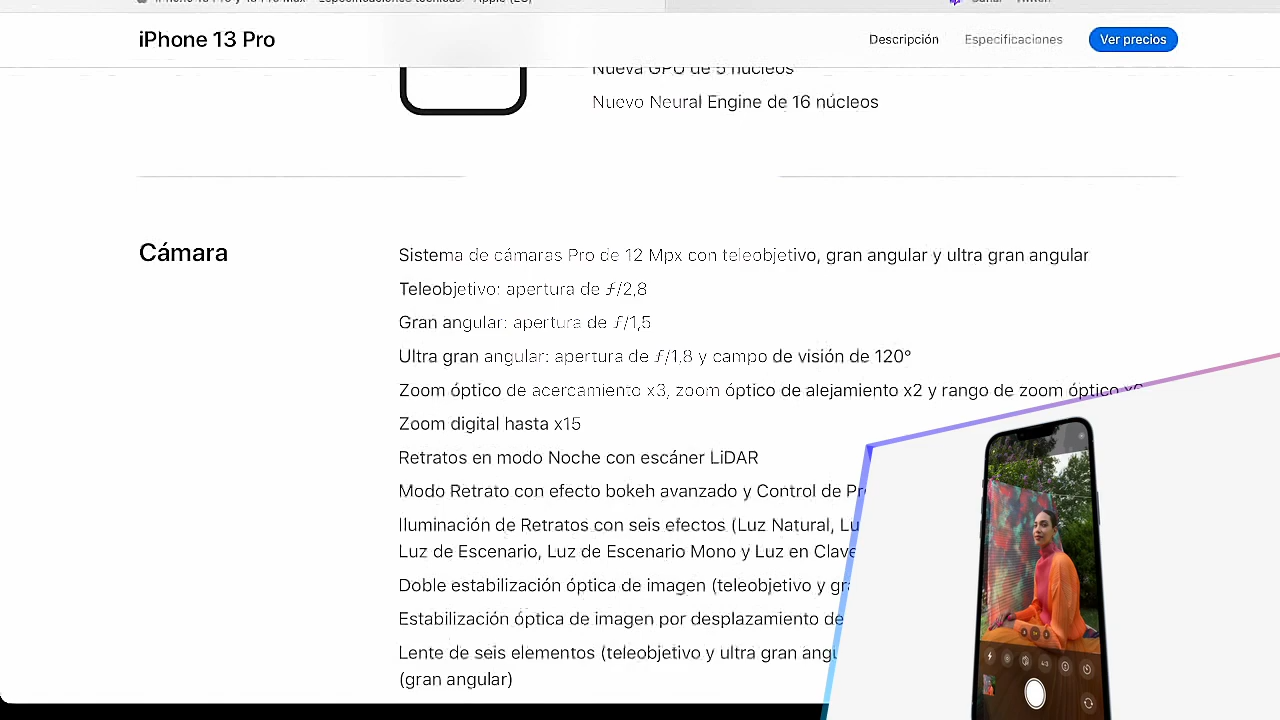 iPhone 13 Pro
Descripción
Especificaciones
Ver precios
Nueva GPU de 5 núcleos
Nuevo Neural Engine de 16 núcleos
Cámara
Sistema de cámaras Pro de 12 Mpx con teleobjetivo, gran angular y ultra gran angular
Teleobjetivo: apertura de ƒ/2,8
Gran angular: apertura de ƒ/1,5
Ultra gran angular: apertura de ƒ/1,8 y campo de visión de 120°
Zoom óptico de acercamiento x3, zoom óptico de alejamiento x2 y rango de zoom óptico
Zoom digital hasta x15
Retratos en modo Noche con escáner LiDAR
Modo Retrato con efecto bokeh avanzado y Control de
Iluminación de Retratos con seis efectos (Luz Natural,
Luz de Escenario, Luz de Escenario Mono y Luz en
Doble estabilización óptica de imagen (teleobjetivo y
Estabilización óptica de imagen por desplazamiento de
Lente de seis elementos (teleobjetivo y ultra gran
(gran angular)